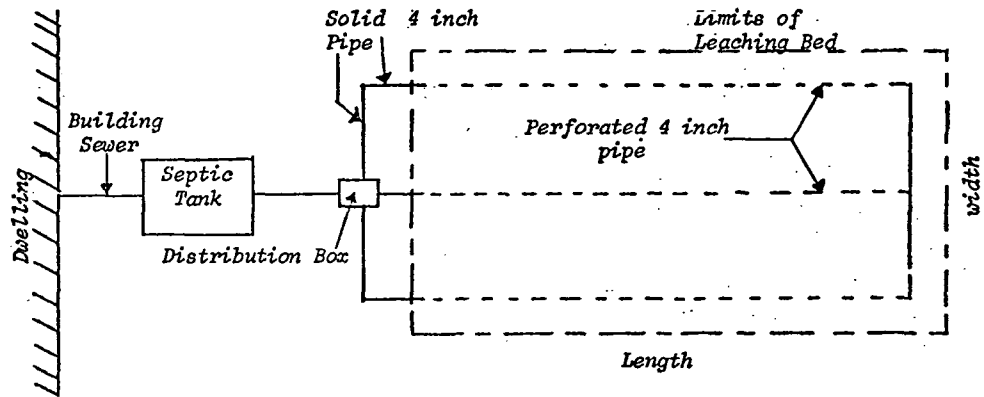 Solid 4 inch
Pipe
Limits of
Leaching Bed
Building
Sewer
Septic
Tank
Perforated 4 inch
pipe
Dwelling
width
Distribution Box
Length